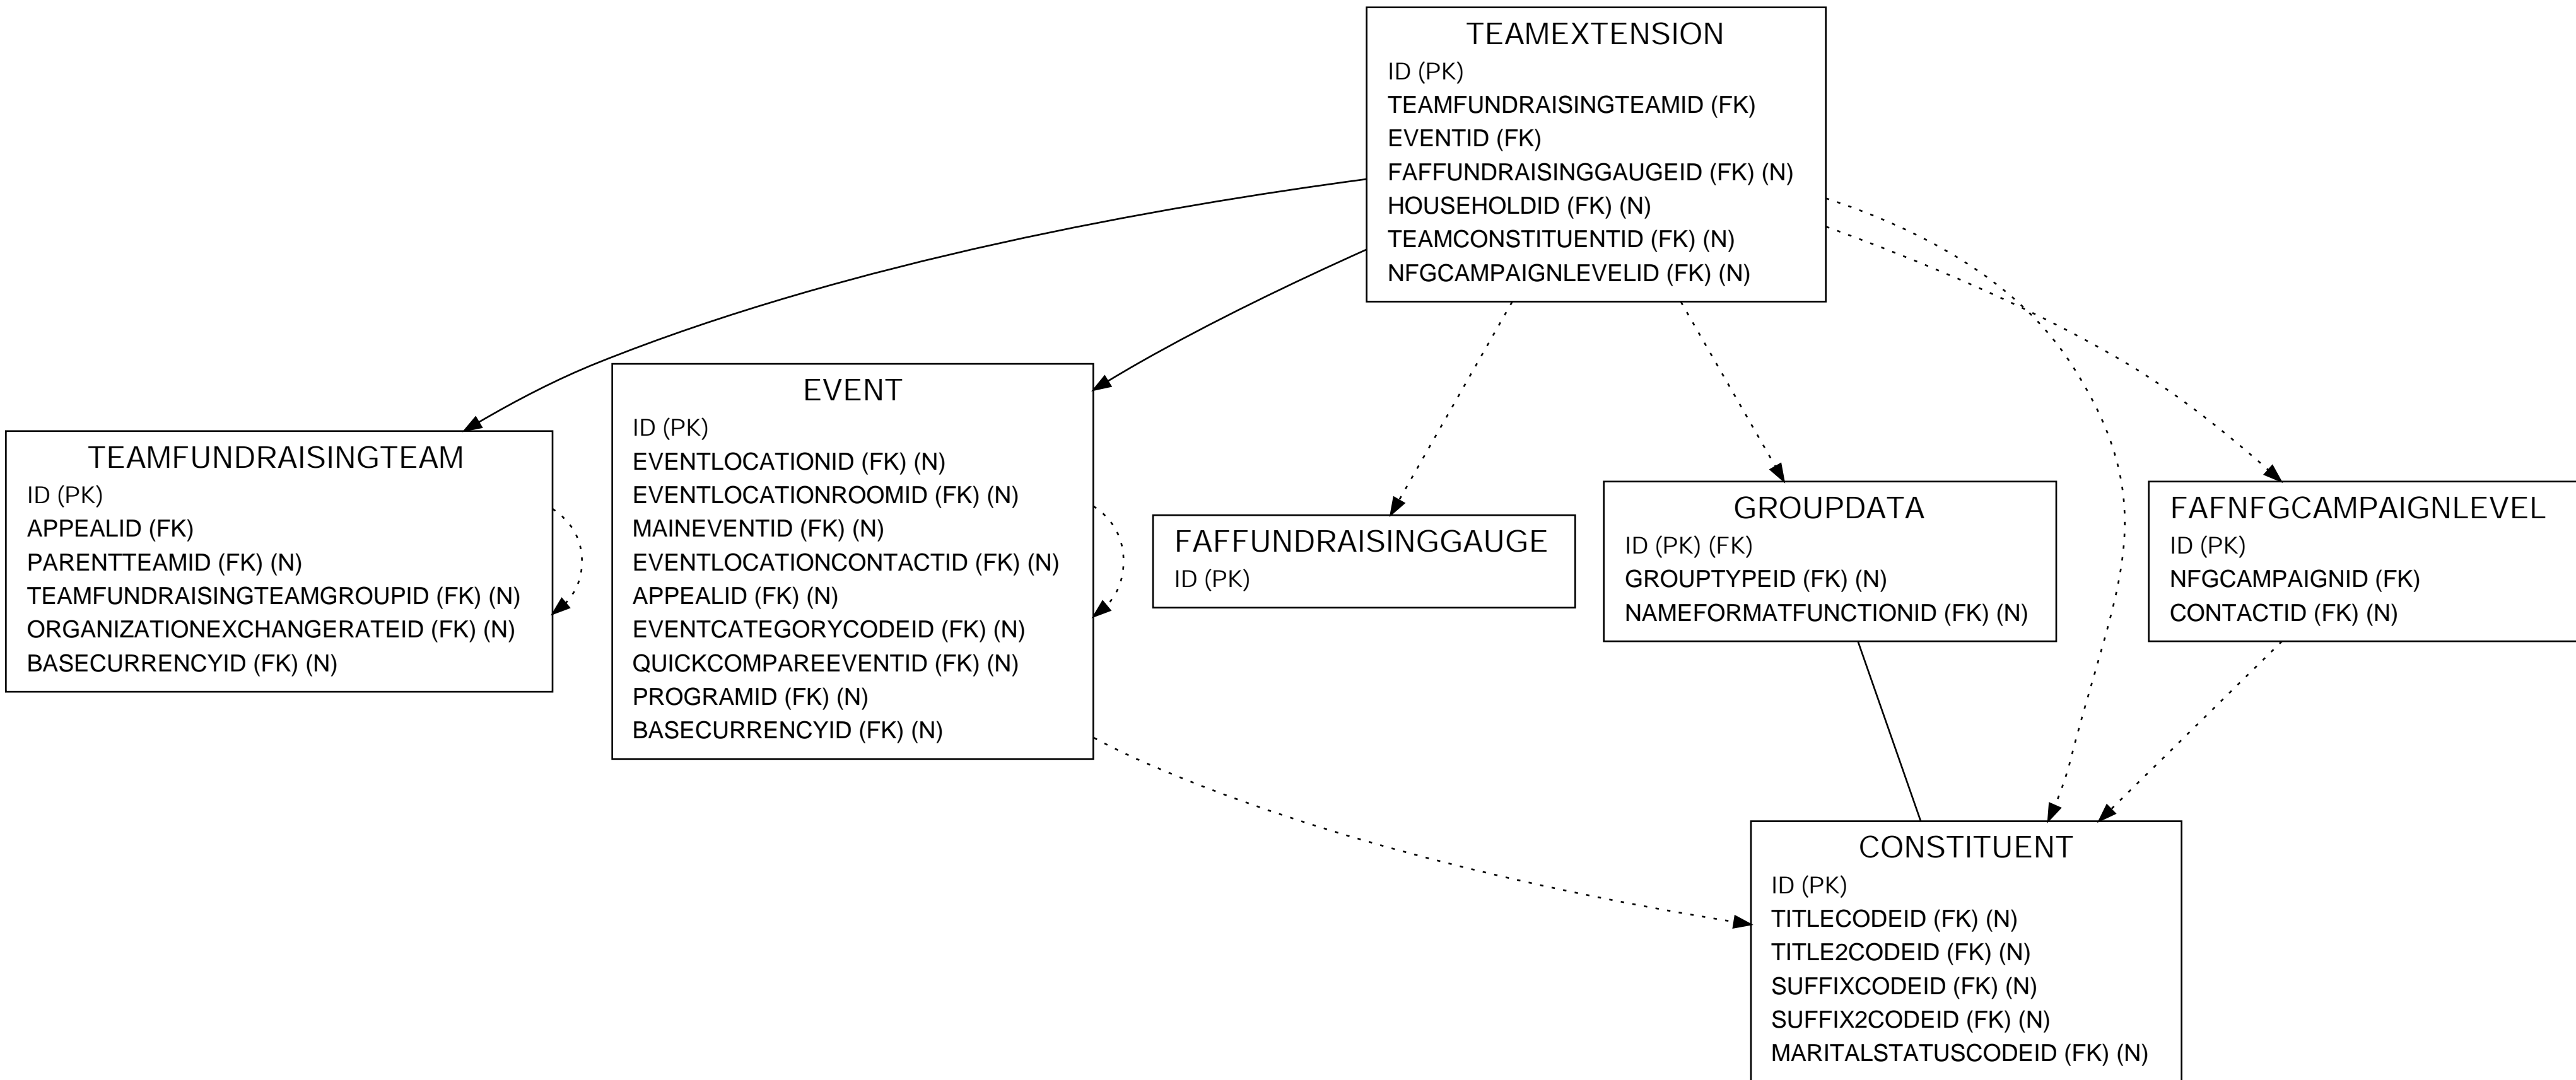 TEAMEXTENSION
ID (PK)
TEAMFUNDRAISINGTEAMID (FK)
EVENTID (FK)
FAFFUNDRAISINGGAUGEID (FK) (N)
HOUSEHOLDID (FK) (N)
TEAMCONSTITUENTID (FK) (N)
NFGCAMPAIGNLEVELID (FK) (N)
TEAMFUNDRAISINGTEAM
ID (PK)
APPEALID (FK)
PARENTTEAMID (FK) (N)
TEAMFUNDRAISINGTEAMGROUPID (FK) (N)
ORGANIZATIONEXCHANGERATEID (FK) (N)
BASECURRENCYID (FK) (N)
EVENT
ID (PK)
EVENTLOCATIONID (FK) (N)
EVENTLOCATIONROOMID (FK) (N)
MAINEVENTID (FK) (N)
EVENTLOCATIONCONTACTID (FK) (N)
APPEALID (FK) (N)
EVENTCATEGORYCODEID (FK) (N)
QUICKCOMPAREEVENTID (FK) (N)
PROGRAMID (FK) (N)
BASECURRENCYID (FK) (N)
FAFFUNDRAISINGGAUGE
ID (PK)
GROUPDATA
ID (PK) (FK)
GROUPTYPEID (FK) (N)
NAMEFORMATFUNCTIONID (FK) (N)
FAFNFGCAMPAIGNLEVEL
ID (PK)
NFGCAMPAIGNID (FK)
CONTACTID (FK) (N)
CONSTITUENT
ID (PK)
TITLECODEID (FK) (N)
TITLE2CODEID (FK) (N)
SUFFIXCODEID (FK) (N)
SUFFIX2CODEID (FK) (N)
MARITALSTATUSCODEID (FK) (N)